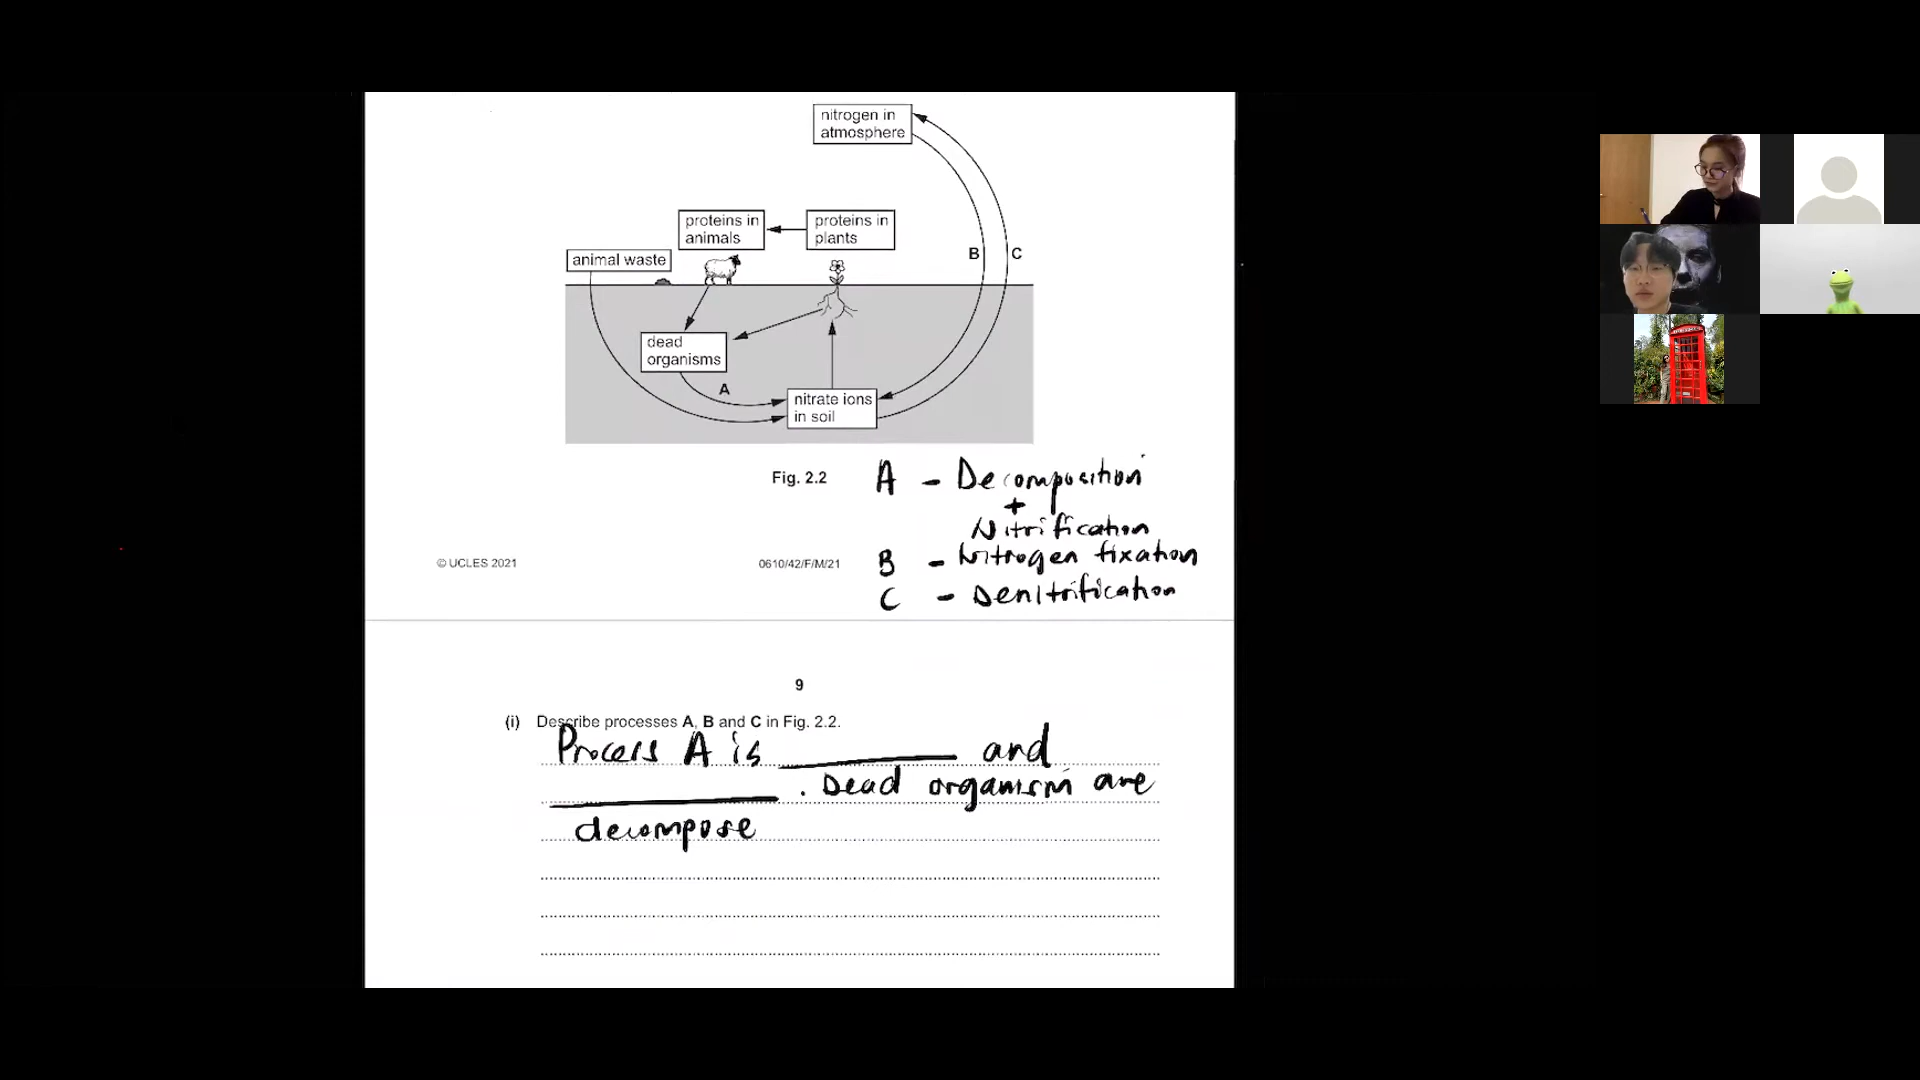 nitrogen in
atmosphere
proteins in
animals
proteins in
plants
animal waste
B
C
dead
organisms
A
nitrate ions
in soil
Fig. 2.2
A - Decomposition
+
Nitrification
© UCLES 2021
0610/42/F/M/21
B - Nitrogen fixation
C - Denitrification
9
(i) Describe processes A, B and C in Fig. 2.2.
Process A is ________ and
________. Dead organism are
decompose